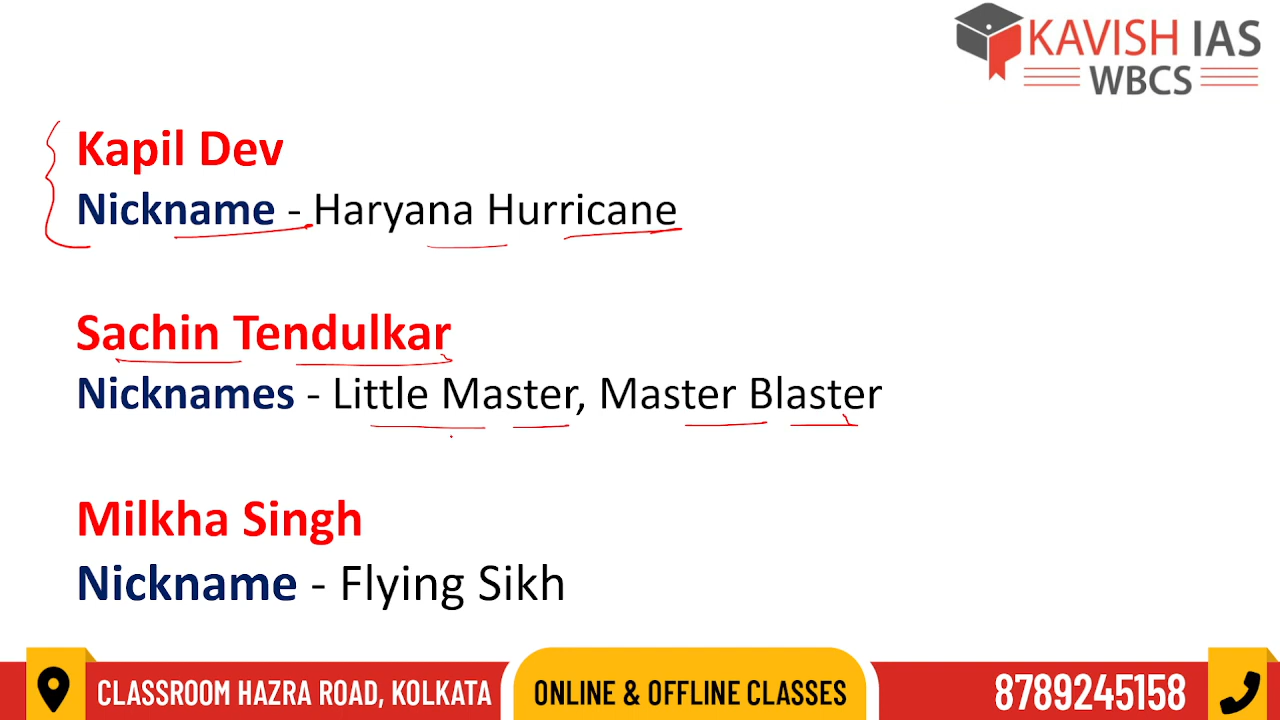 KAVISH IAS
WBCS
Kapil Dev
Nickname - Haryana Hurricane
Sachin Tendulkar
Nicknames - Little Master, Master Blaster
Milkha Singh
Nickname - Flying Sikh
CLASSROOM HAZRA ROAD, KOLKATA
ONLINE & OFFLINE CLASSES
8789245158